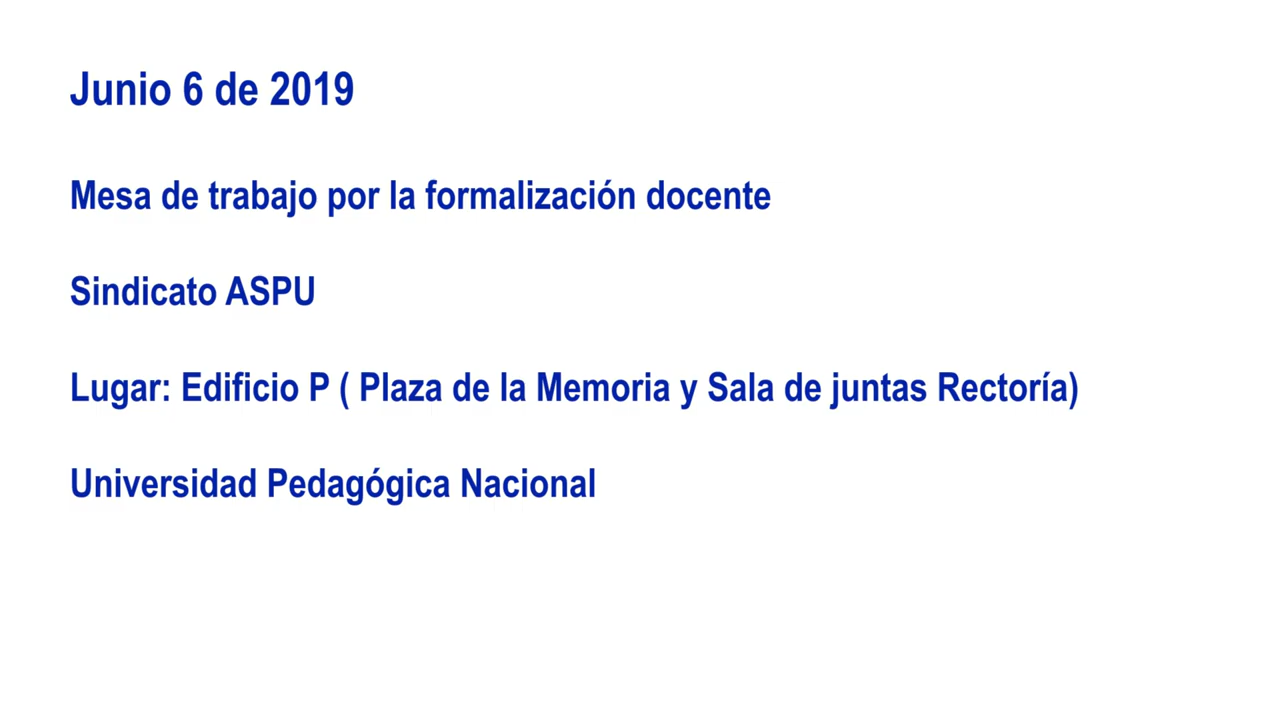 Junio 6 de 2019
Mesa de trabajo por la formalización docente
Sindicato ASPU
Lugar: Edificio P ( Plaza de la Memoria y Sala de juntas Rectoría)
Universidad Pedagógica Nacional